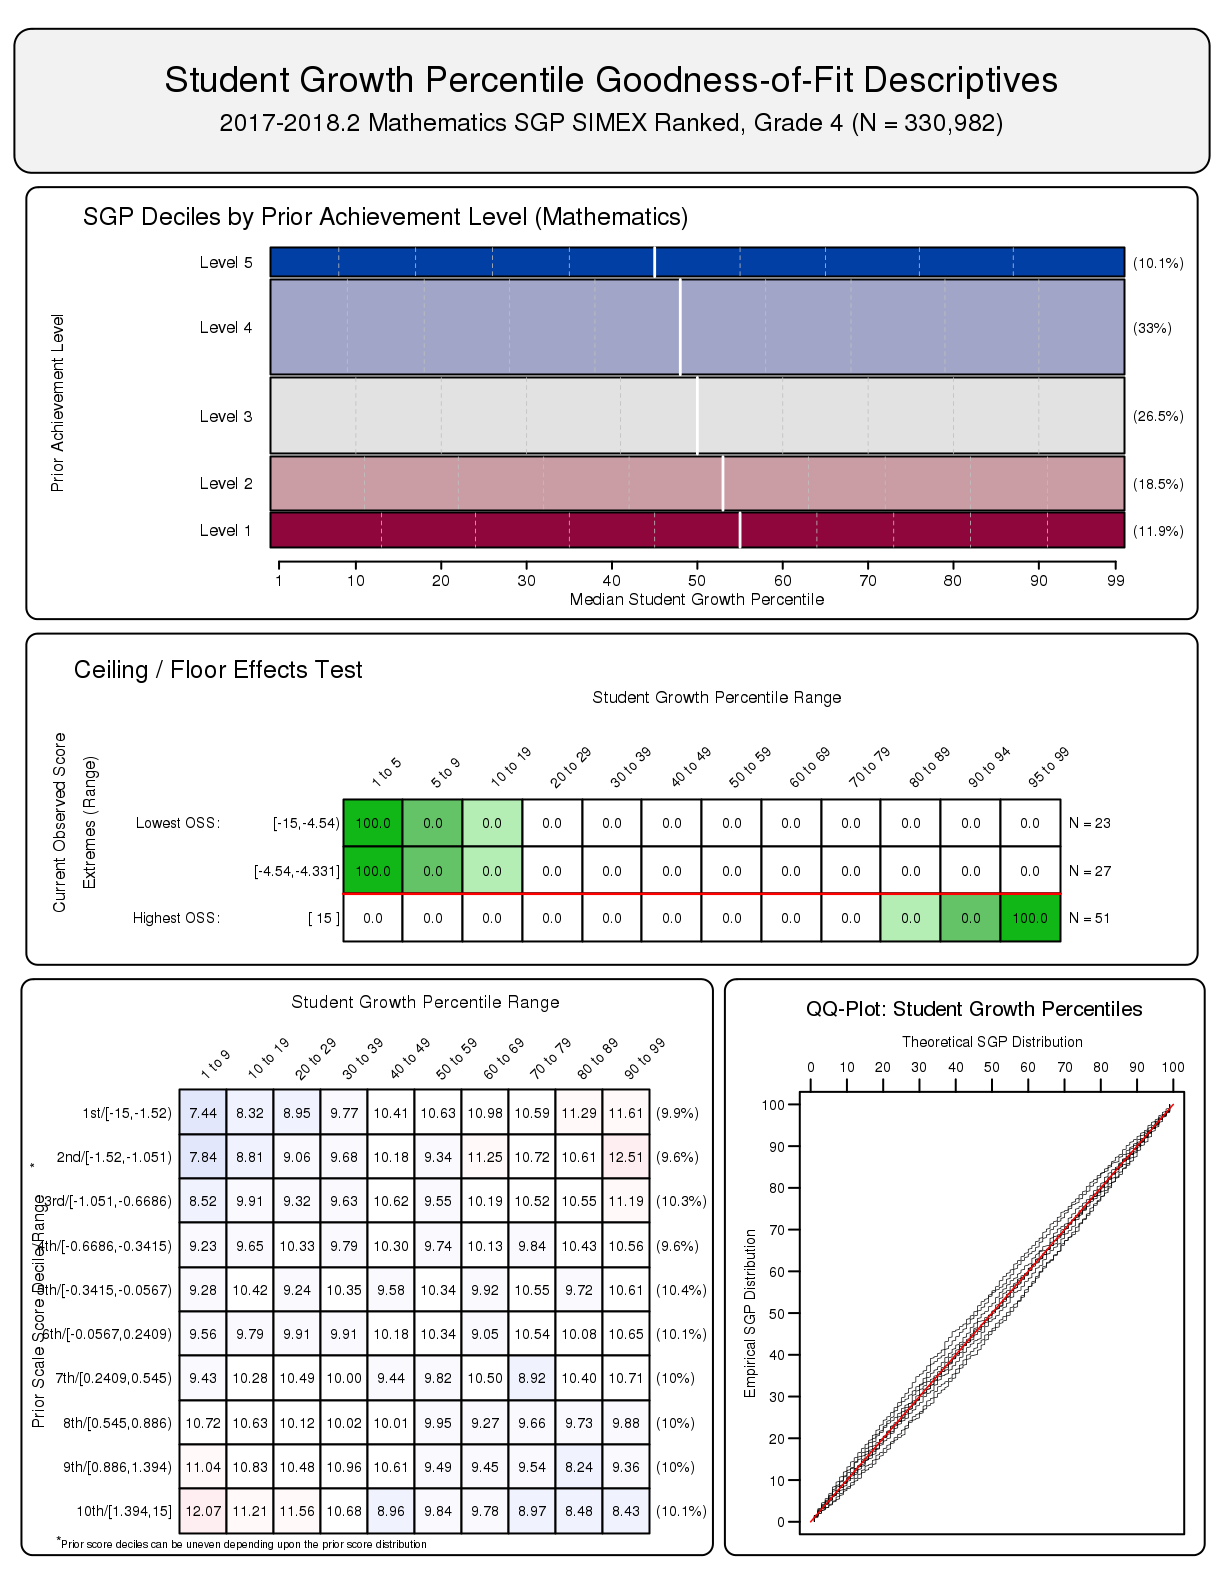 Student Growth Percentile Goodness-of-Fit Descriptives
2017-2018.2 Mathematics SGP SIMEX Ranked, Grade 4 (N = 330,982)
SGP Deciles by Prior Achievement Level (Mathematics)
Prior Achievement Level
Level 5 (10.1%)
Level 4 (33%)
Level 3 (26.5%)
Level 2 (18.5%)
Level 1 (11.9%)
1 10 20 30 40 50 60 70 80 90 99
Median Student Growth Percentile
Ceiling / Floor Effects Test
Student Growth Percentile Range
Current Observed Score
Extremes (Range)
1 to 5 5 to 9 10 to 19 20 to 29 30 to 39 40 to 49 50 to 59 60 to 69 70 to 79 80 to 89 90 to 94 95 to 99
Lowest OSS: [-15,-4.54) 100.0 0.0 0.0 0.0 0.0 0.0 0.0 0.0 0.0 0.0 0.0 0.0 N = 23
[-4.54,-4.331] 100.0 0.0 0.0 0.0 0.0 0.0 0.0 0.0 0.0 0.0 0.0 0.0 N = 27
Highest OSS: [ 15 ] 0.0 0.0 0.0 0.0 0.0 0.0 0.0 0.0 0.0 0.0 0.0 100.0 N = 51
Student Growth Percentile Range
Prior Scale Score Decile/Range *
1 to 9 10 to 19 20 to 29 30 to 39 40 to 49 50 to 59 60 to 69 70 to 79 80 to 89 90 to 99
1st/[-15,-1.52) 7.44 8.32 8.95 9.77 10.41 10.63 10.98 10.59 11.29 11.61 (9.9%)
2nd/[-1.52,-1.051) 7.84 8.81 9.06 9.68 10.18 9.34 11.25 10.72 10.61 12.51 (9.6%)
3rd/[-1.051,-0.6686) 8.52 9.91 9.32 9.63 10.62 9.55 10.19 10.52 10.55 11.19 (10.3%)
4th/[-0.6686,-0.3415) 9.23 9.65 10.33 9.79 10.30 9.74 10.13 9.84 10.43 10.56 (9.6%)
5th/[-0.3415,-0.0567) 9.28 10.42 9.24 10.35 9.58 10.34 9.92 10.55 9.72 10.61 (10.4%)
6th/[-0.0567,0.2409) 9.56 9.79 9.91 9.91 10.18 10.34 9.05 10.54 10.08 10.65 (10.1%)
7th/[0.2409,0.545) 9.43 10.28 10.49 10.00 9.44 9.82 10.50 8.92 10.40 10.71 (10%)
8th/[0.545,0.886) 10.72 10.63 10.12 10.02 10.01 9.95 9.27 9.66 9.73 9.88 (10%)
9th/[0.886,1.394) 11.04 10.83 10.48 10.96 10.61 9.49 9.45 9.54 8.24 9.36 (10%)
10th/[1.394,15] 12.07 11.21 11.56 10.68 8.96 9.84 9.78 8.97 8.48 8.43 (10.1%)
*Prior score deciles can be uneven depending upon the prior score distribution
QQ-Plot: Student Growth Percentiles
Theoretical SGP Distribution
0 10 20 30 40 50 60 70 80 90 100
Empirical SGP Distribution
100
90
80
70
60
50
40
30
20
10
0